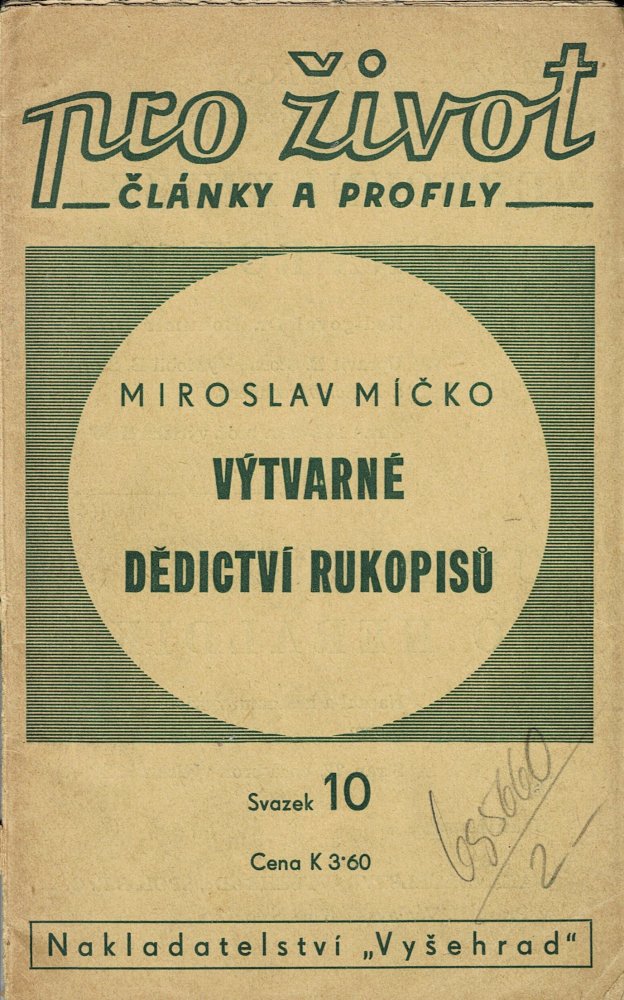 pro život
ČLÁNKY A PROFILY
MIROSLAV MÍČKO
VÝTVARNÉ
DĚDICTVÍ RUKOPISŮ
Svazek 10
Cena K 3·60
Nakladatelství „Vyšehrad“